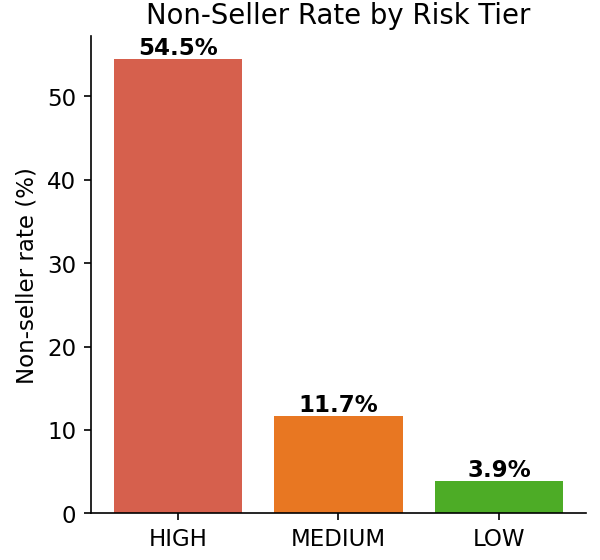 Non-Seller Rate by Risk Tier
54.5%
50
40
30
20
10
0
Non-seller rate (%)
11.7%
3.9%
HIGH
MEDIUM
LOW